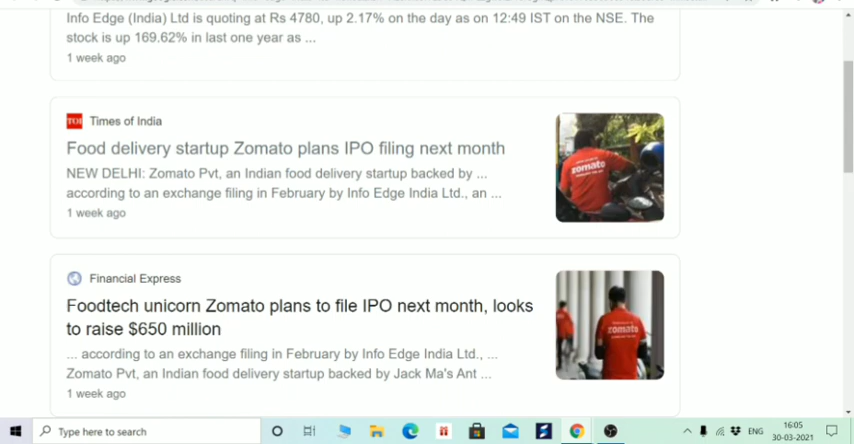 Info Edge (India) Ltd is quoting at Rs 4780, up 2.17% on the day as on 12:49 IST on the NSE. The
stock is up 169.62% in last one year as ...
1 week ago
TOI Times of India
Food delivery startup Zomato plans IPO filing next month
NEW DELHI: Zomato Pvt, an Indian food delivery startup backed by ...
according to an exchange filing in February by Info Edge India Ltd., an ...
1 week ago
zomato
Financial Express
Foodtech unicorn Zomato plans to file IPO next month, looks
to raise $650 million
... according to an exchange filing in February by Info Edge India Ltd., ...
Zomato Pvt, an Indian food delivery startup backed by Jack Ma's Ant ...
1 week ago
zomato
Type here to search
ENG
16:05
30-03-2021